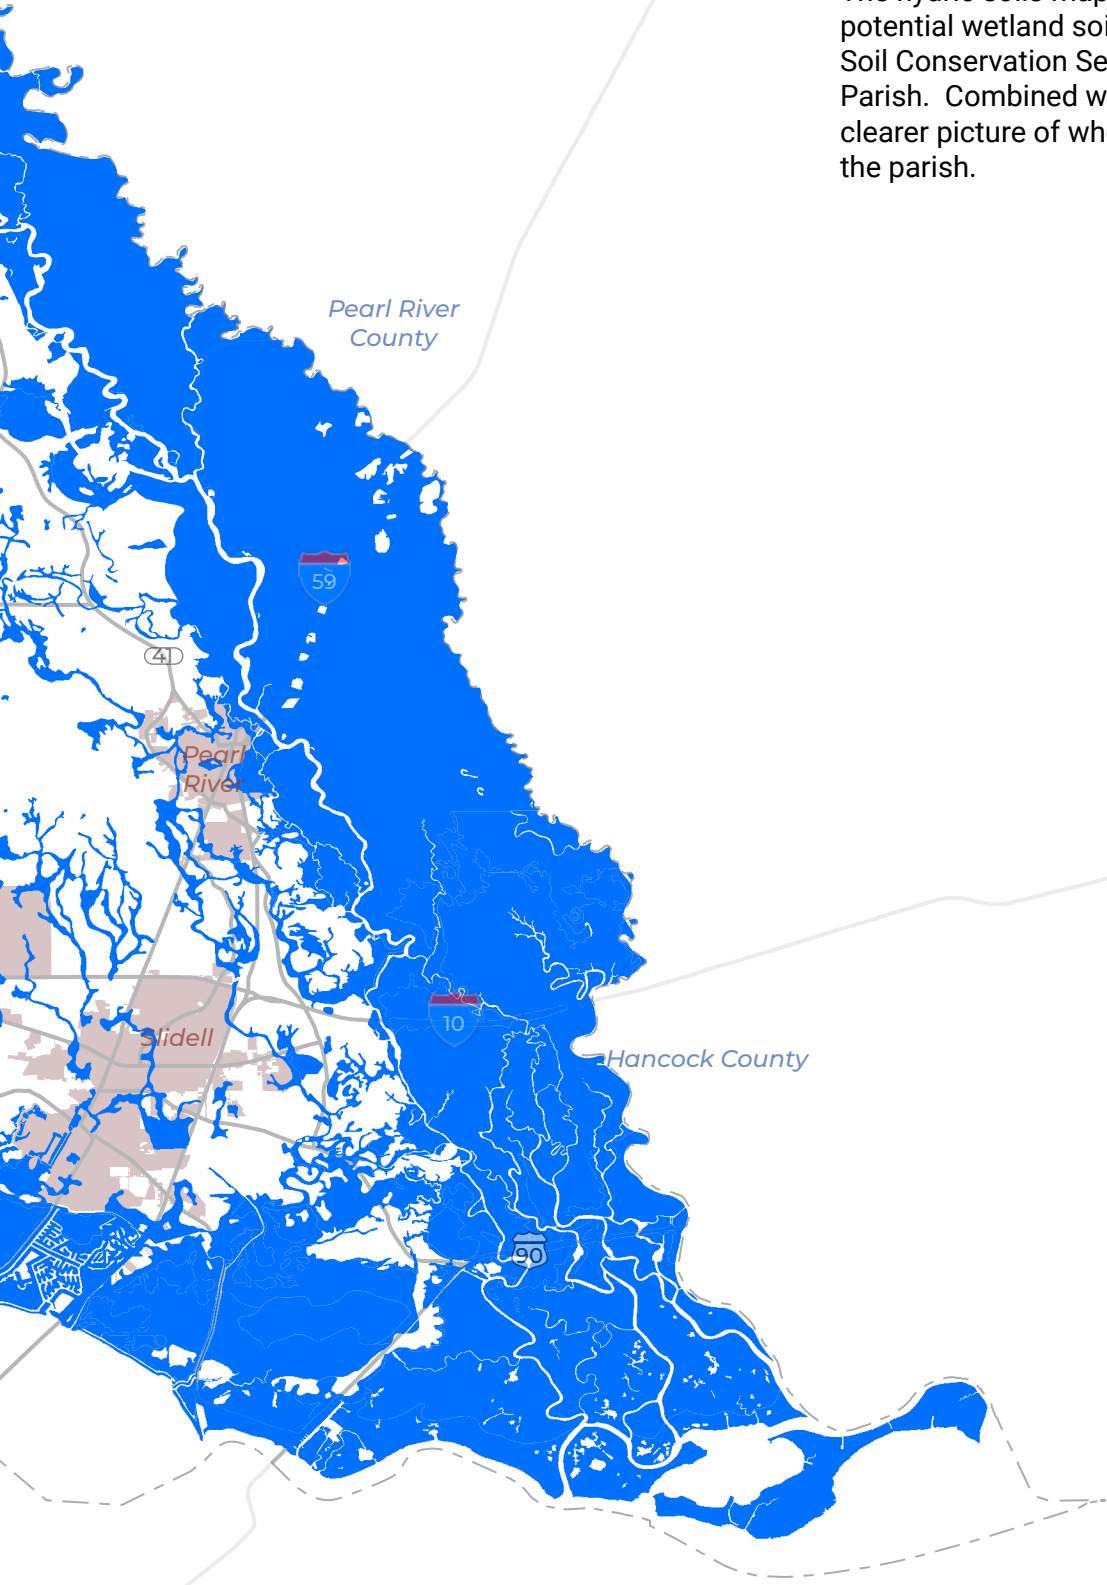 potential wetland soi
Soil Conservation Se
Parish. Combined w
clearer picture of wh
the parish.
Pearl River
County
59
41
Pearl
River
10
Slidell
Hancock County
90